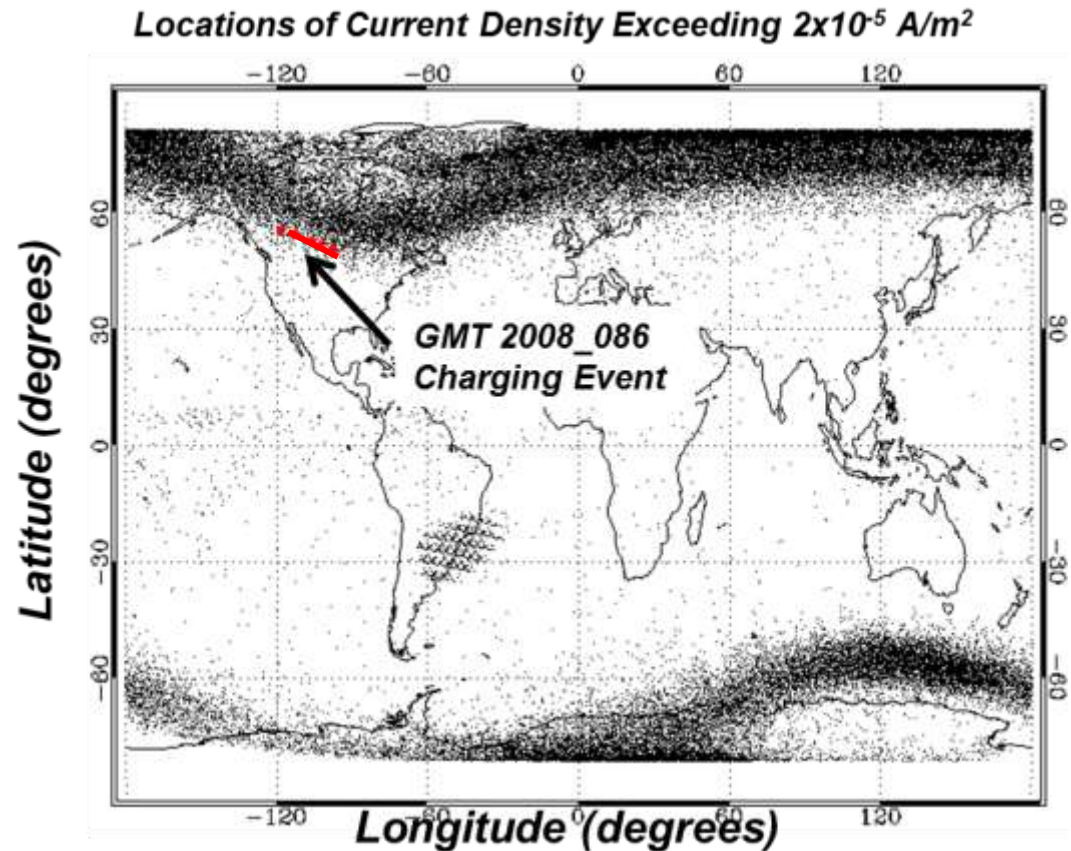 Locations of Current Density Exceeding 2x10⁻⁵ A/m²
−120 −60 0 60 120
60 60
GMT 2008_086
Charging Event
30 30
0 0
−30 −30
−60 −60
Latitude (degrees)
−120 −60 0 60 120
Longitude (degrees)